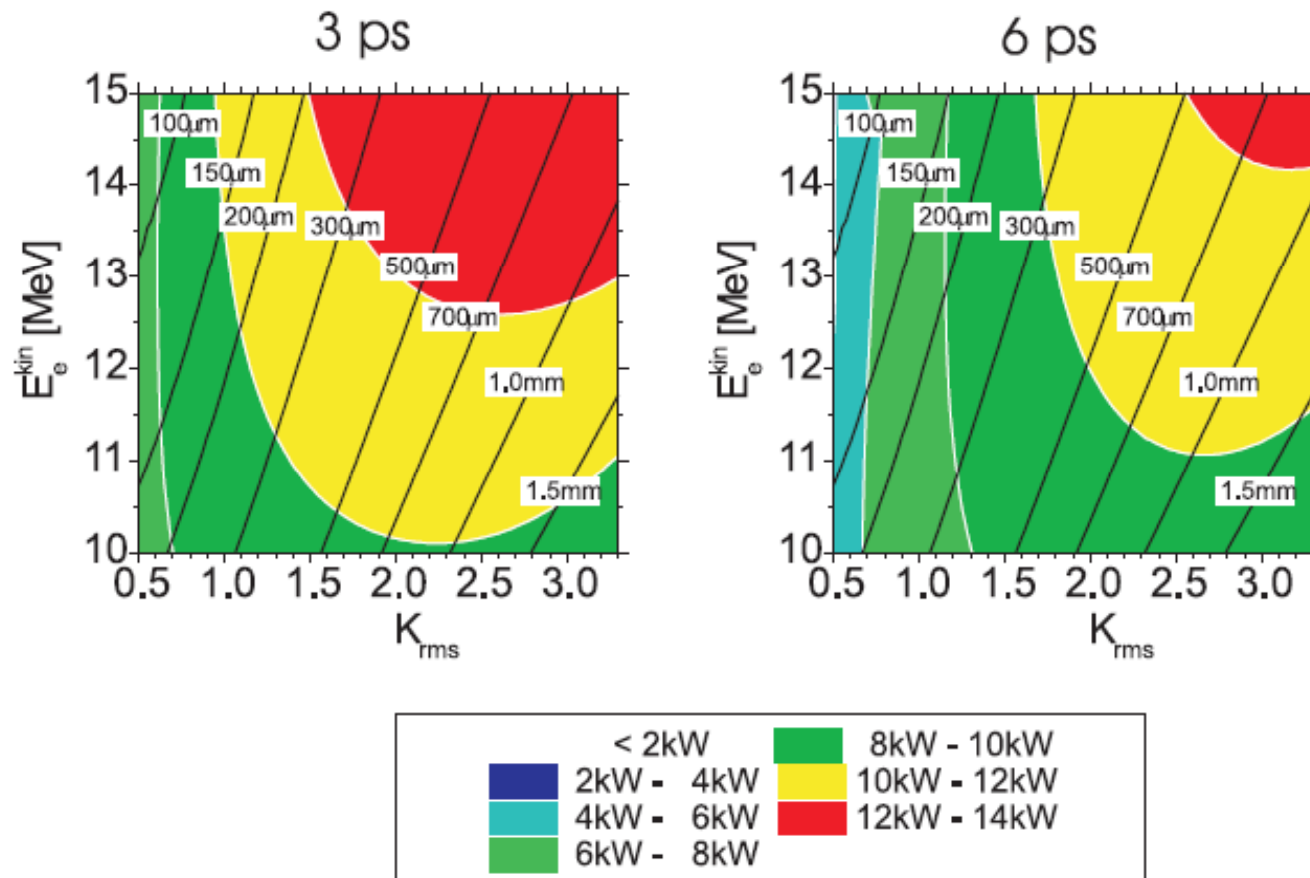 3 ps
6 ps
15
14
13
12
11
10
E_e^kin [MeV]
100µm
150µm
200µm
300µm
500µm
700µm
1.0mm
1.5mm
0.5 1.0 1.5 2.0 2.5 3.0
K_rms
15
14
13
12
11
10
E_e^kin [MeV]
100µm
150µm
200µm
300µm
500µm
700µm
1.0mm
1.5mm
0.5 1.0 1.5 2.0 2.5 3.0
K_rms
< 2kW
2kW - 4kW
4kW - 6kW
6kW - 8kW
8kW - 10kW
10kW - 12kW
12kW - 14kW